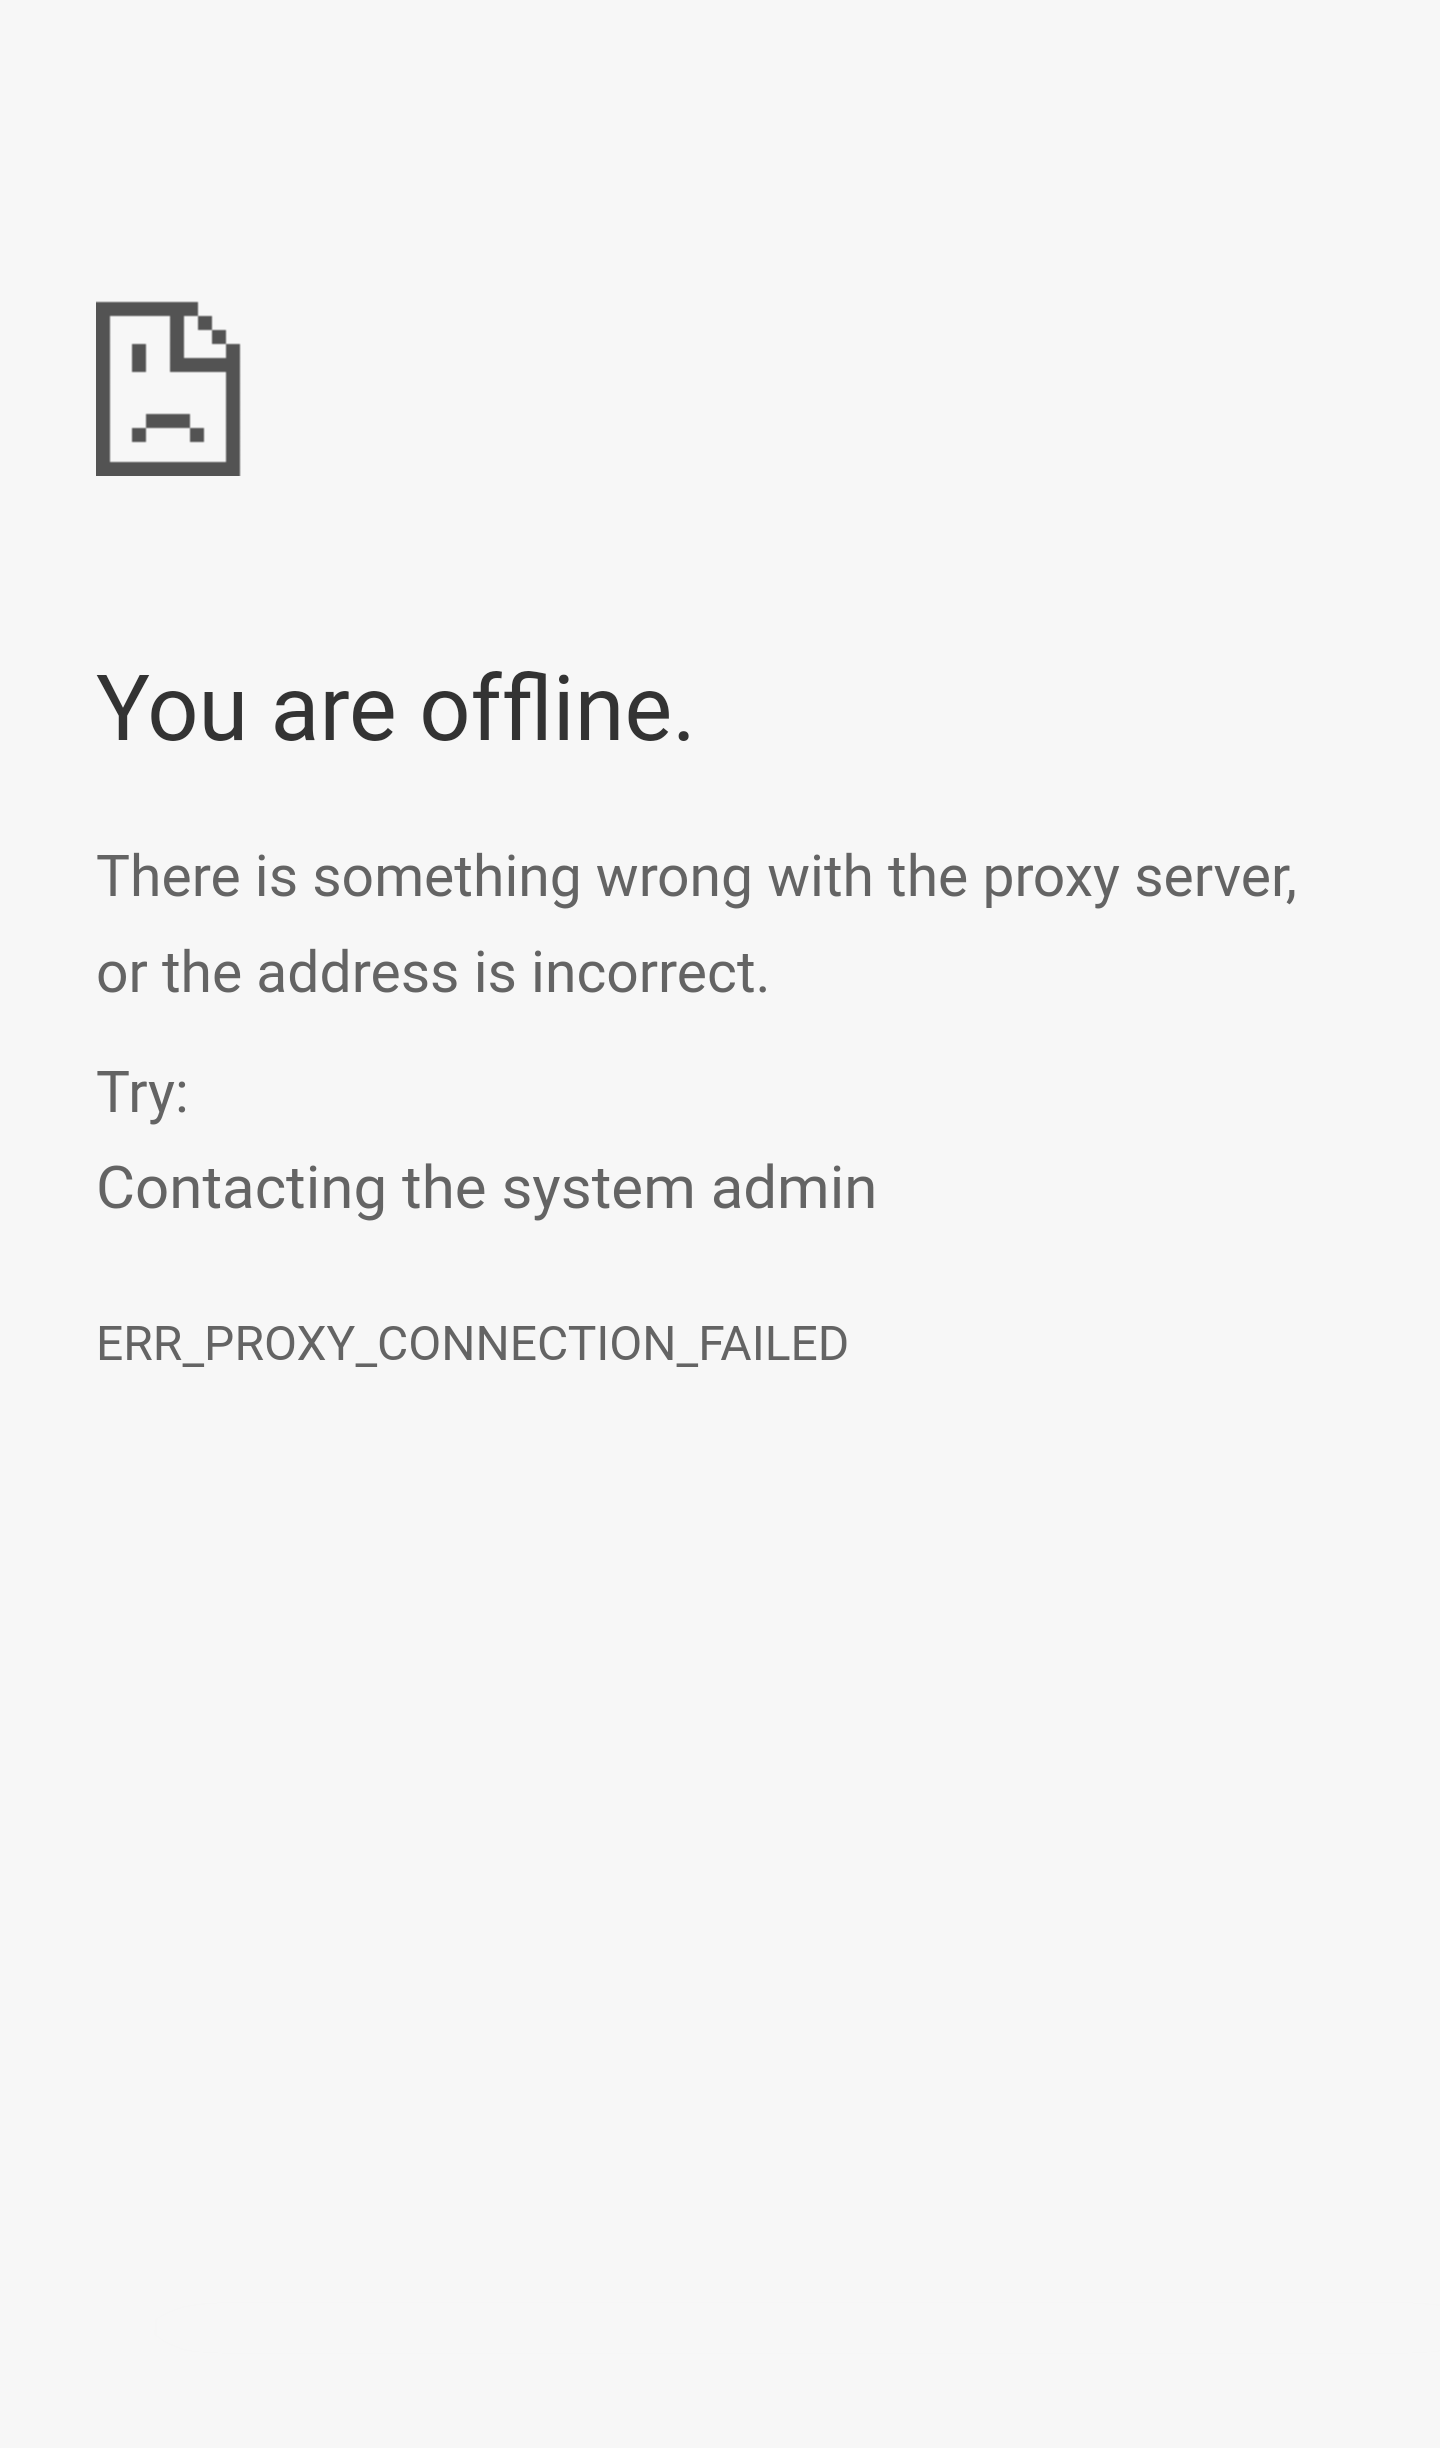 You are offline.
There is something wrong with the proxy server,
or the address is incorrect.
Try:
Contacting the system admin
ERR_PROXY_CONNECTION_FAILED